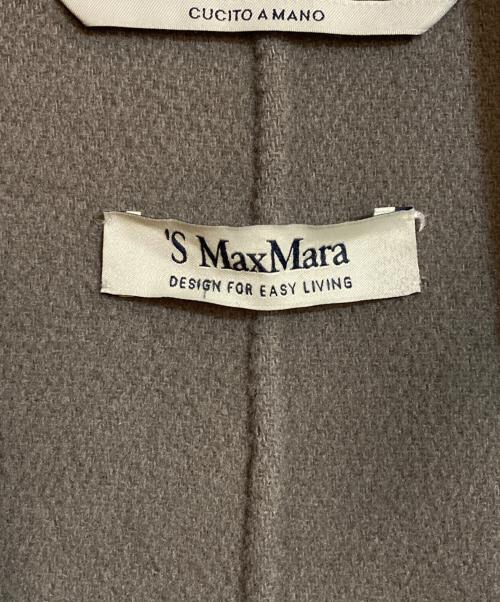 CUCITO A MANO
'S MaxMara
DESIGN FOR EASY LIVING